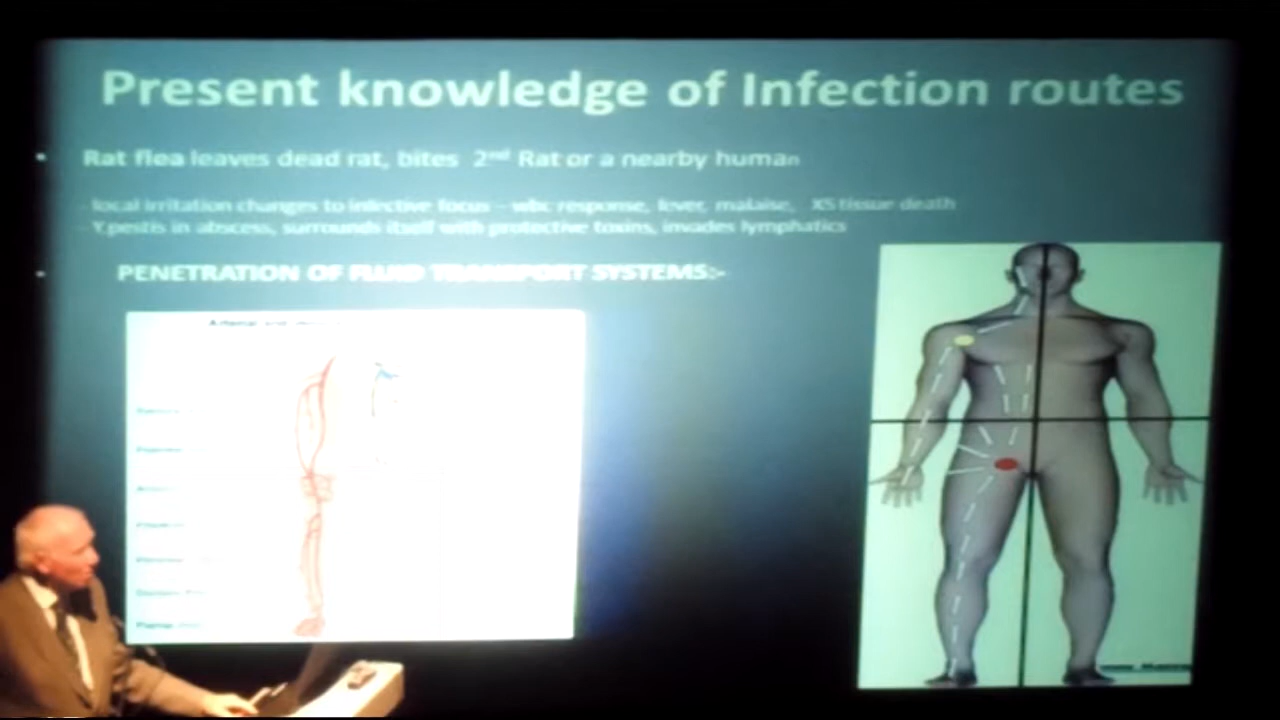 Present knowledge of Infection routes
• Rat flea leaves dead rat, bites 2nd Rat or a nearby human
- local irritation changes to infective focus - wbc response, fever, malaise, XS tissue death
- Y.pestis in abscess, surrounds itself with protective toxins, invades lymphatics
• PENETRATION OF FLUID TRANSPORT SYSTEMS:-
Arterial and